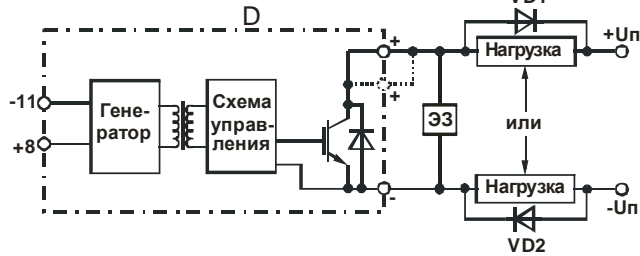 D
VD1
+
+Uп
Нагрузка
+
-11
Гене-
ратор
Схема
управ-
ления
ЭЗ
или
+8
Нагрузка
-
-Uп
VD2